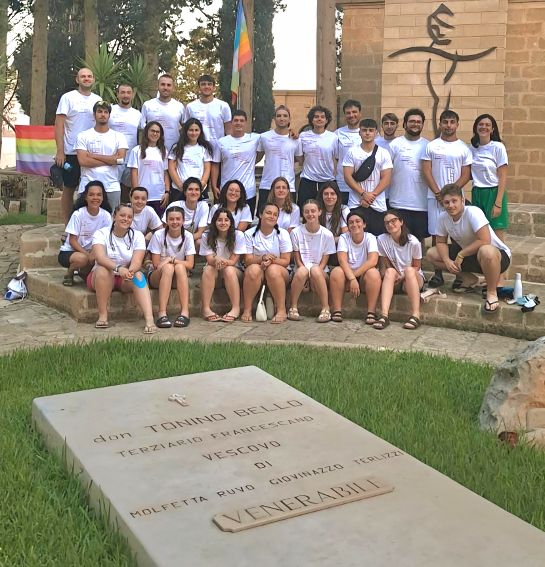 don TONINO BELLO
TERZIARIO FRANCESCANO
VESCOVO
DI
MOLFETTA RUVO GIOVINAZZO TERLIZZI
VENERABILE